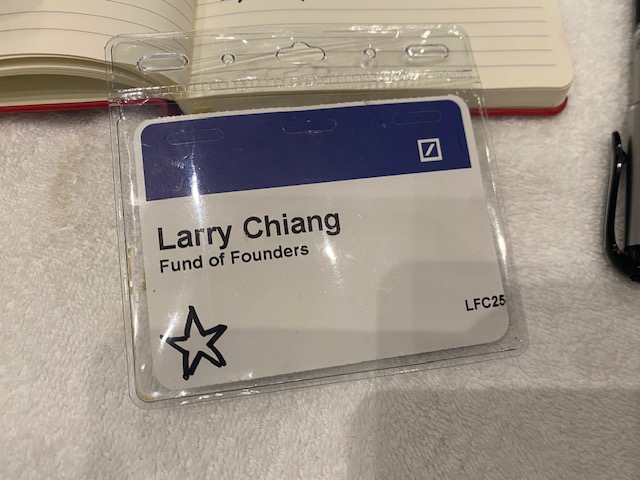 Larry Chiang
Fund of Founders
LFC25